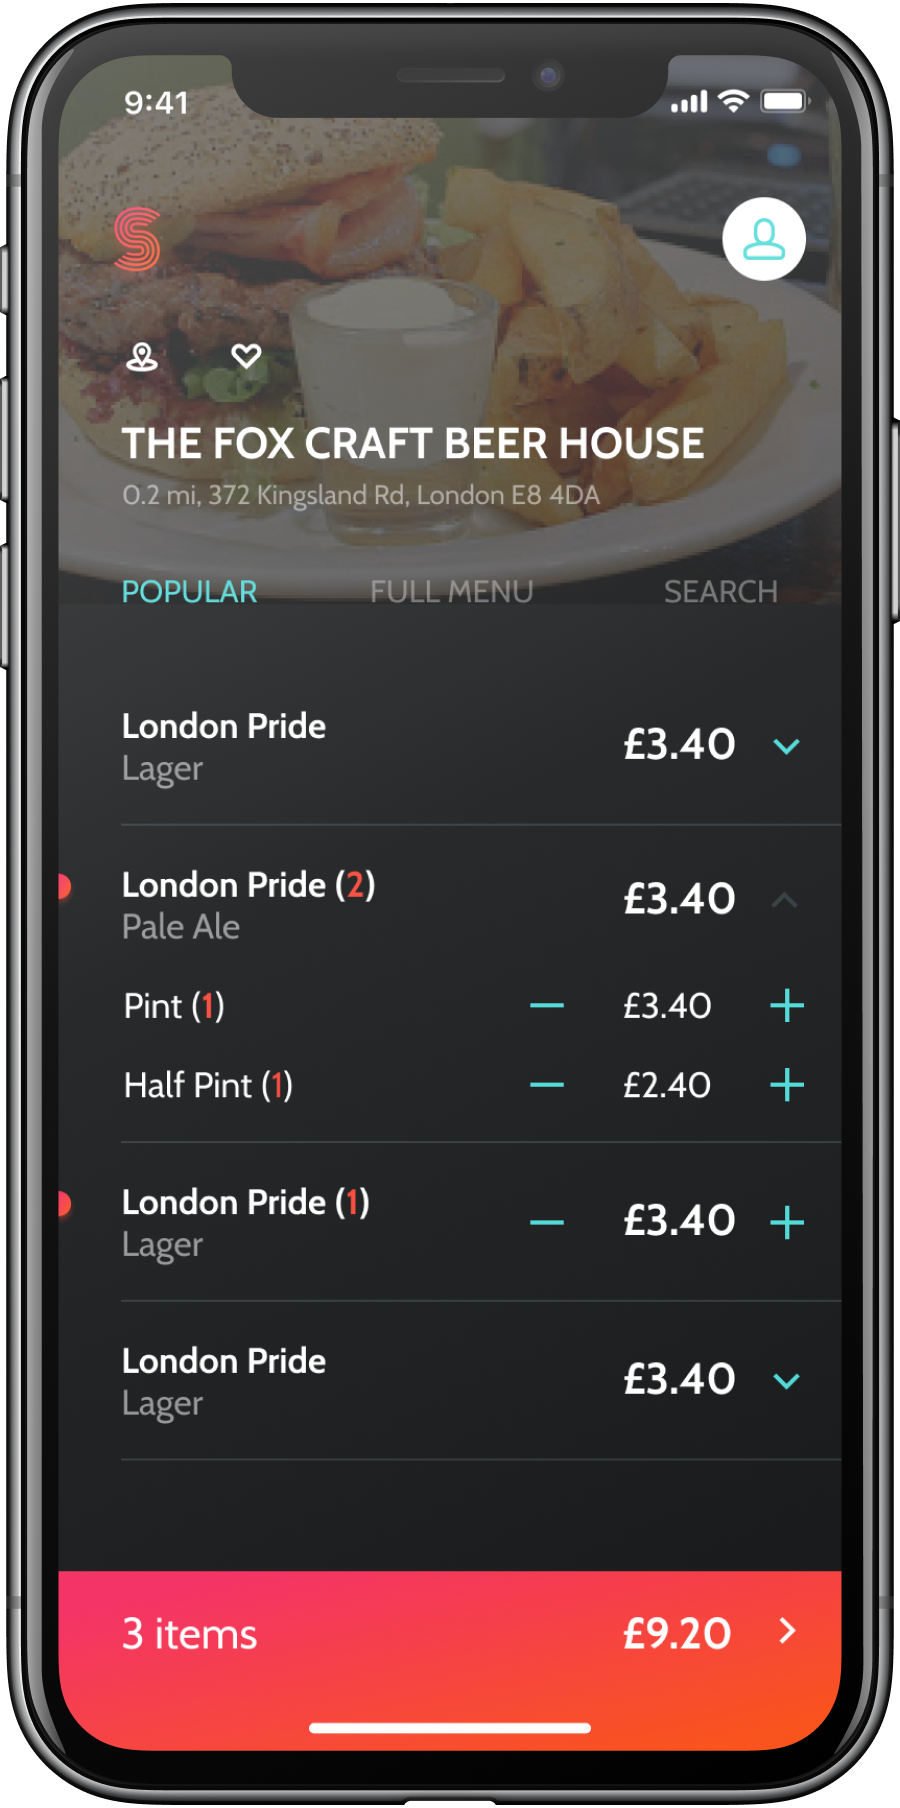 9:41
THE FOX CRAFT BEER HOUSE
0.2 mi, 372 Kingsland Rd, London E8 4DA
POPULAR FULL MENU SEARCH
London Pride
Lager
£3.40
London Pride (2)
Pale Ale
£3.40
Pint (1) £3.40
Half Pint (1) £2.40
London Pride (1)
Lager
£3.40
London Pride
Lager
£3.40
3 items £9.20